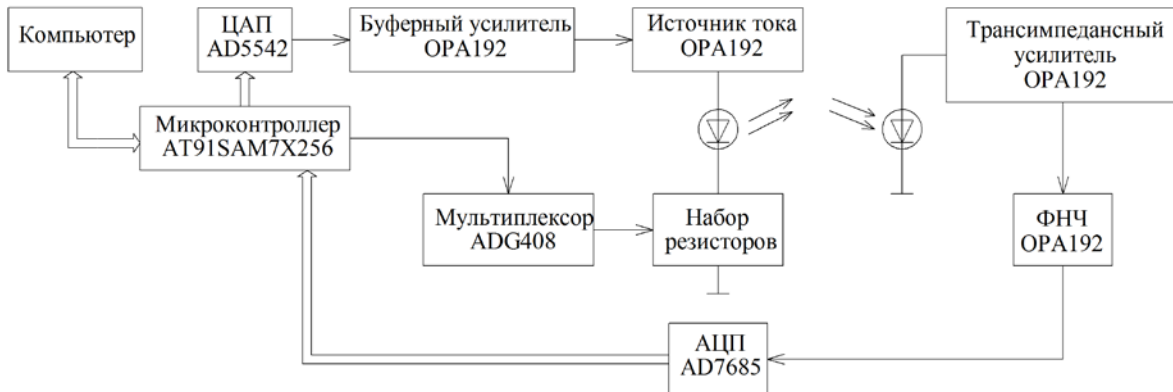 Компьютер
ЦАП
AD5542
Буферный усилитель
OPA192
Источник тока
OPA192
Трансимпедансный
усилитель
OPA192
Микроконтроллер
AT91SAM7X256
Мультиплексор
ADG408
Набор
резисторов
ФНЧ
OPA192
АЦП
AD7685